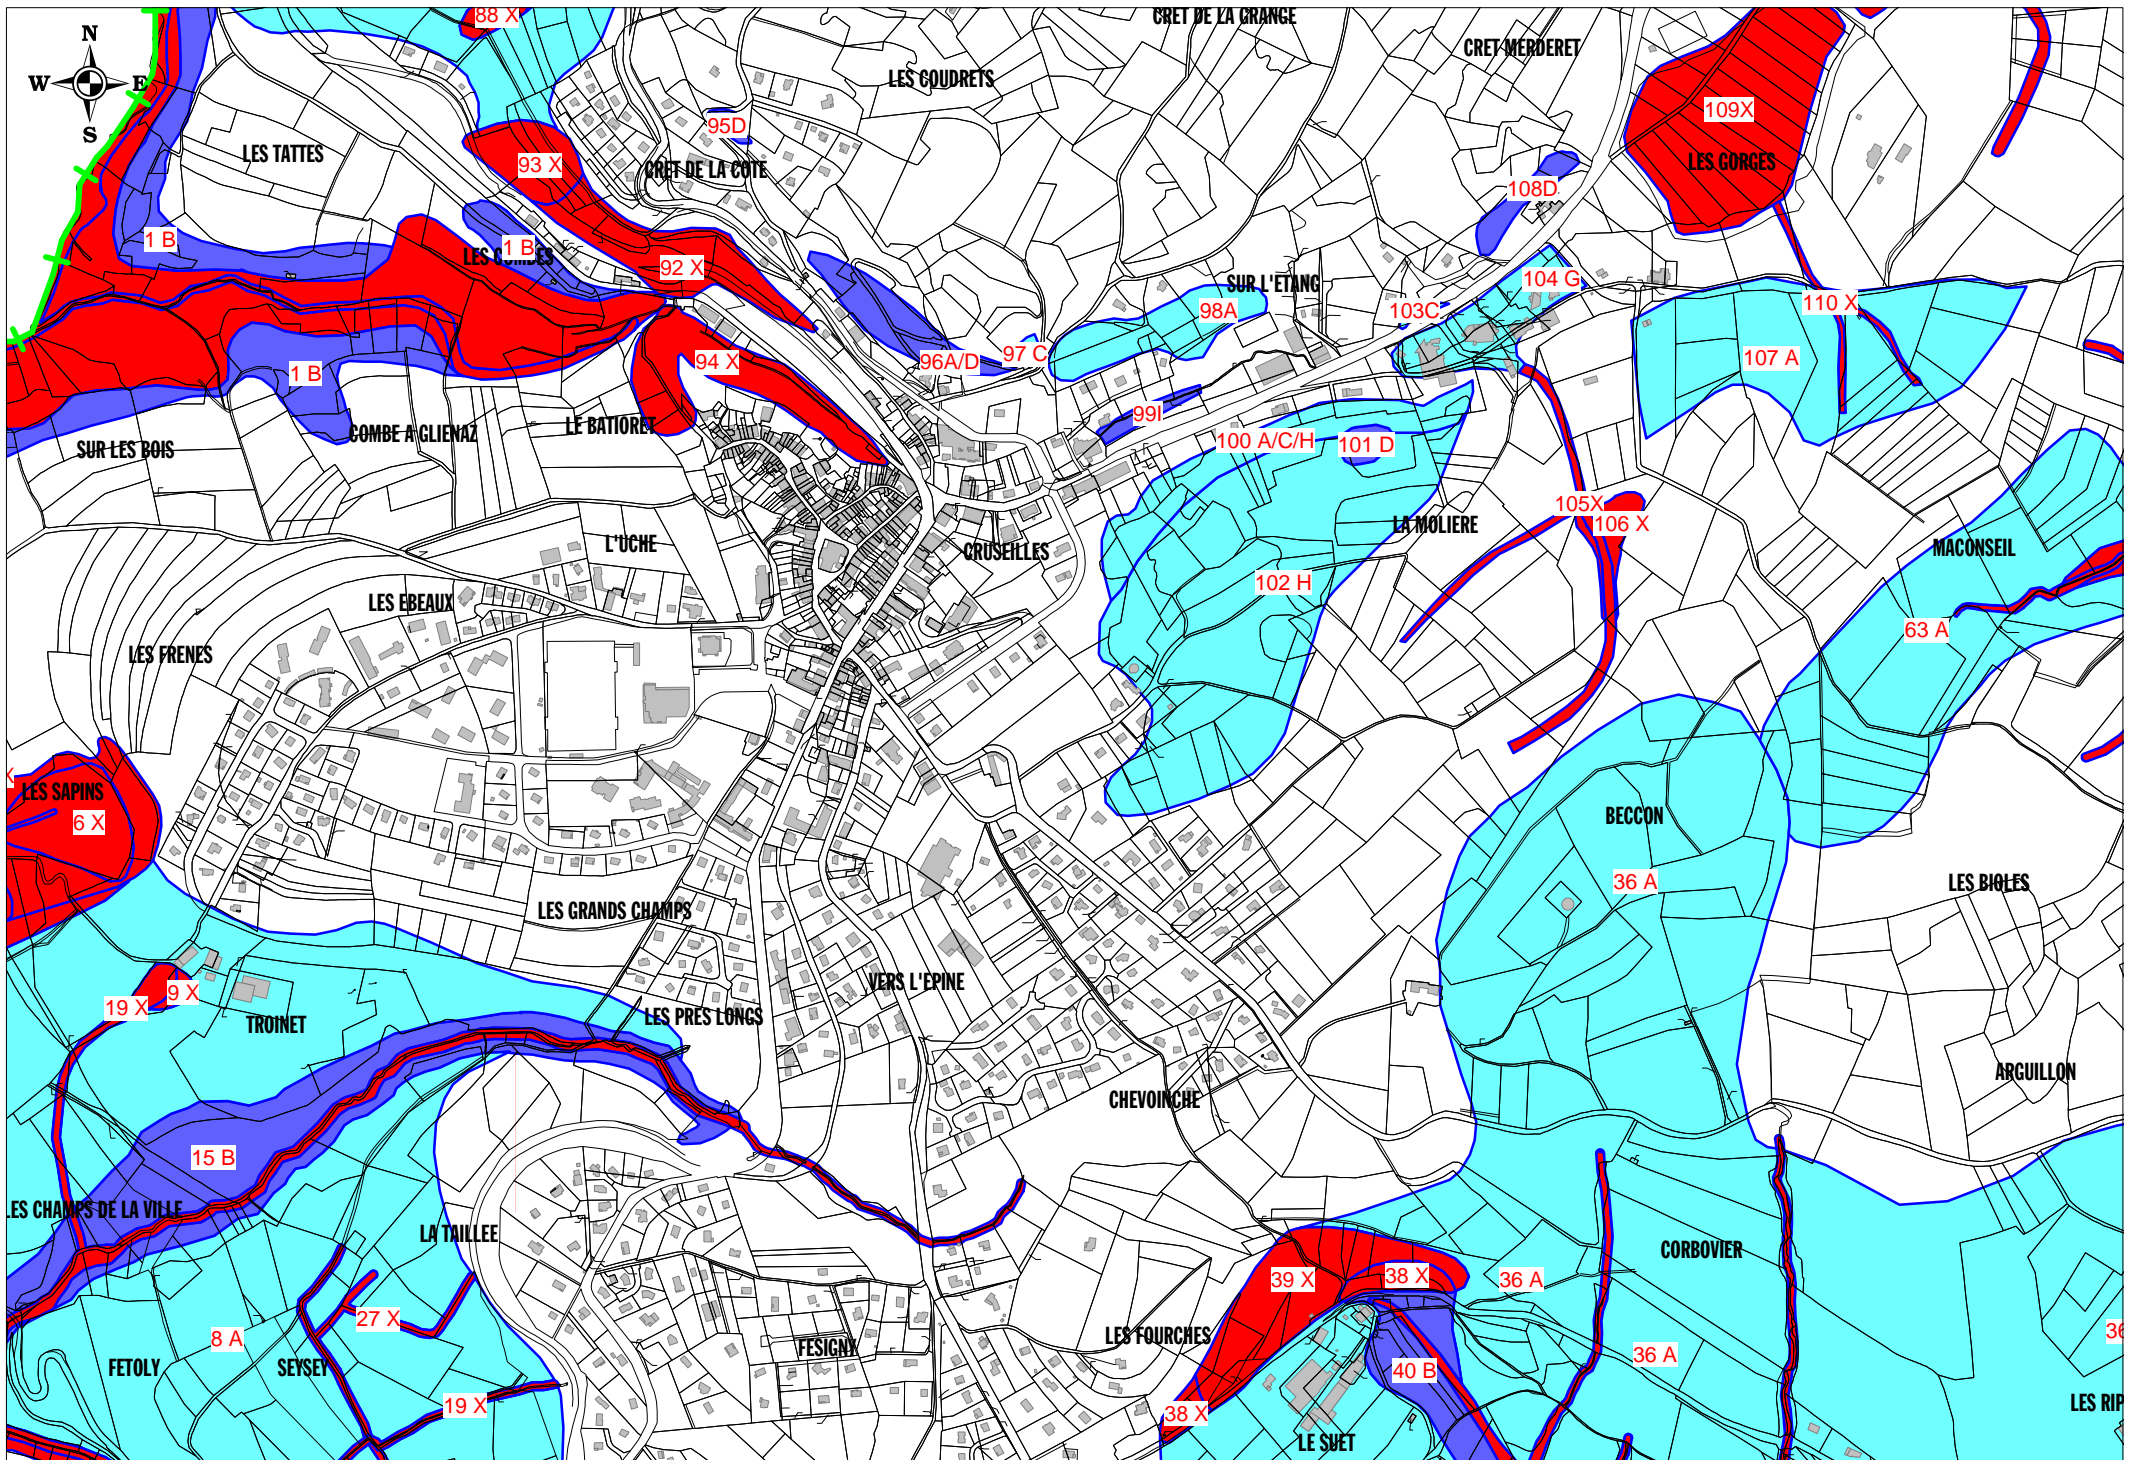 88 X
CRET DE LA GRANGE
N
W E
S
CRET MERDERET
LES COUDRETS
109X
95D
LES TATTES
93 X
CRET DE LA COTE
LES GORGES
108D
1 B
LES COMBES
1 B
92 X
SUR L'ETANG
104 G
98A
103C
110 X
94 X
96A/D
97 C
107 A
1 B
99I
LE BATIORET
COMBE A GLIENAZ
SUR LES BOIS
100 A/C/H
101 D
105X
106 X
LA MOLIERE
L'UCHE
CRUSEILLES
MACONSEIL
102 H
LES EBEAUX
63 A
LES FRENES
X
LES SAPINS
6 X
BECCON
36 A
LES BIOLES
LES GRANDS CHAMPS
VERS L'EPINE
9 X
19 X
LES PRES LONGS
TROINET
ARGUILLON
CHEVOINCHE
15 B
LES CHAMPS DE LA VILLE
LA TAILLEE
CORBOVIER
39 X
38 X
36 A
27 X
8 A
LES FOURCHES
36
FESIGNY
36 A
FETOLY
SEYSEY
40 B
19 X
LES RIP
38 X
LE SUET